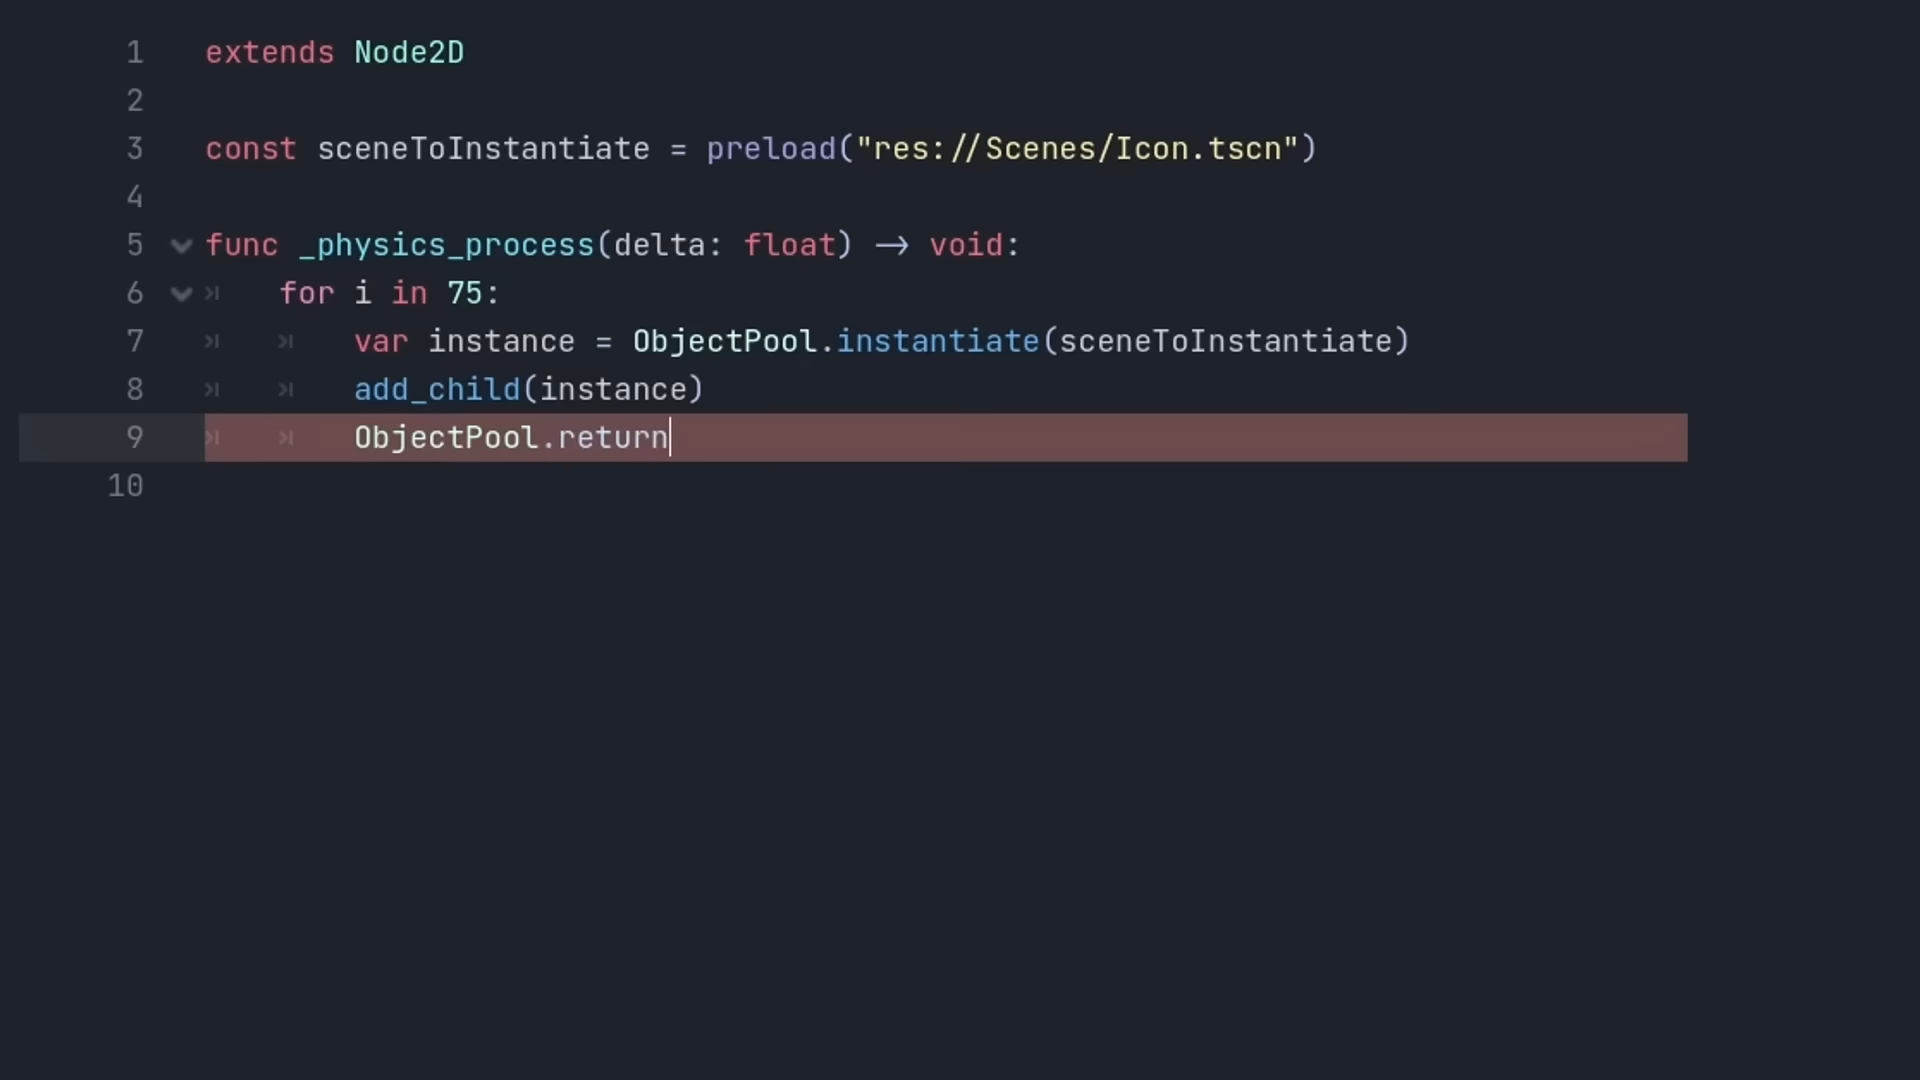 1 extends Node2D
2
3 const sceneToInstantiate = preload("res://Scenes/Icon.tscn")
4
5 func _physics_process(delta: float) -> void:
6 for i in 75:
7 var instance = ObjectPool.instantiate(sceneToInstantiate)
8 add_child(instance)
9 ObjectPool.return
10